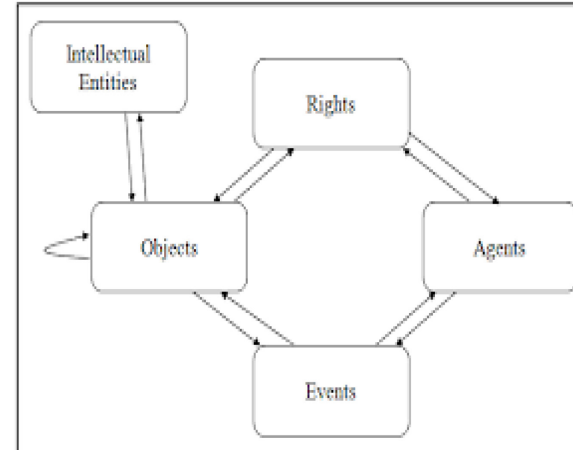 Intellectual
Entities
Rights
Objects
Agents
Events